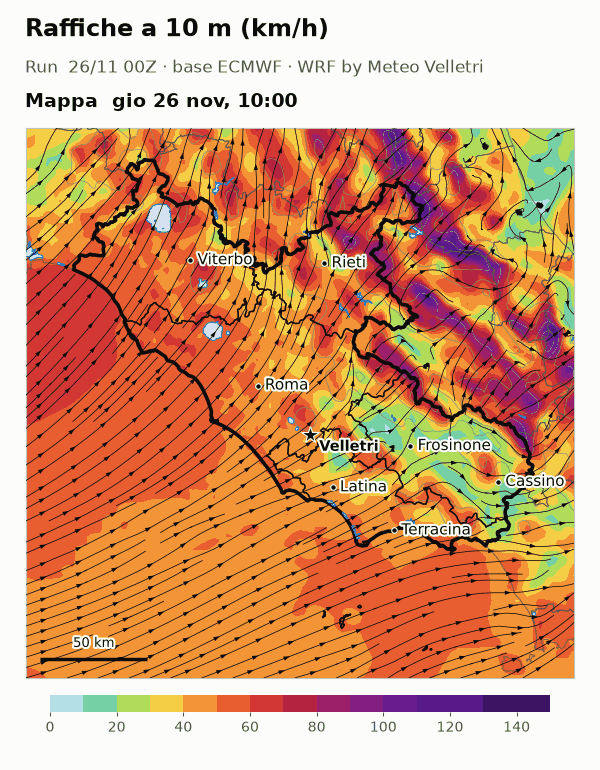 Raffiche a 10 m (km/h)
Run  26/11 00Z · base ECMWF · WRF by Meteo Velletri
Mappa  gio 26 nov, 10:00
Viterbo
Rieti
Roma
Velletri
Frosinone
Cassino
Latina
Terracina
50 km
0 20 40 60 80 100 120 140